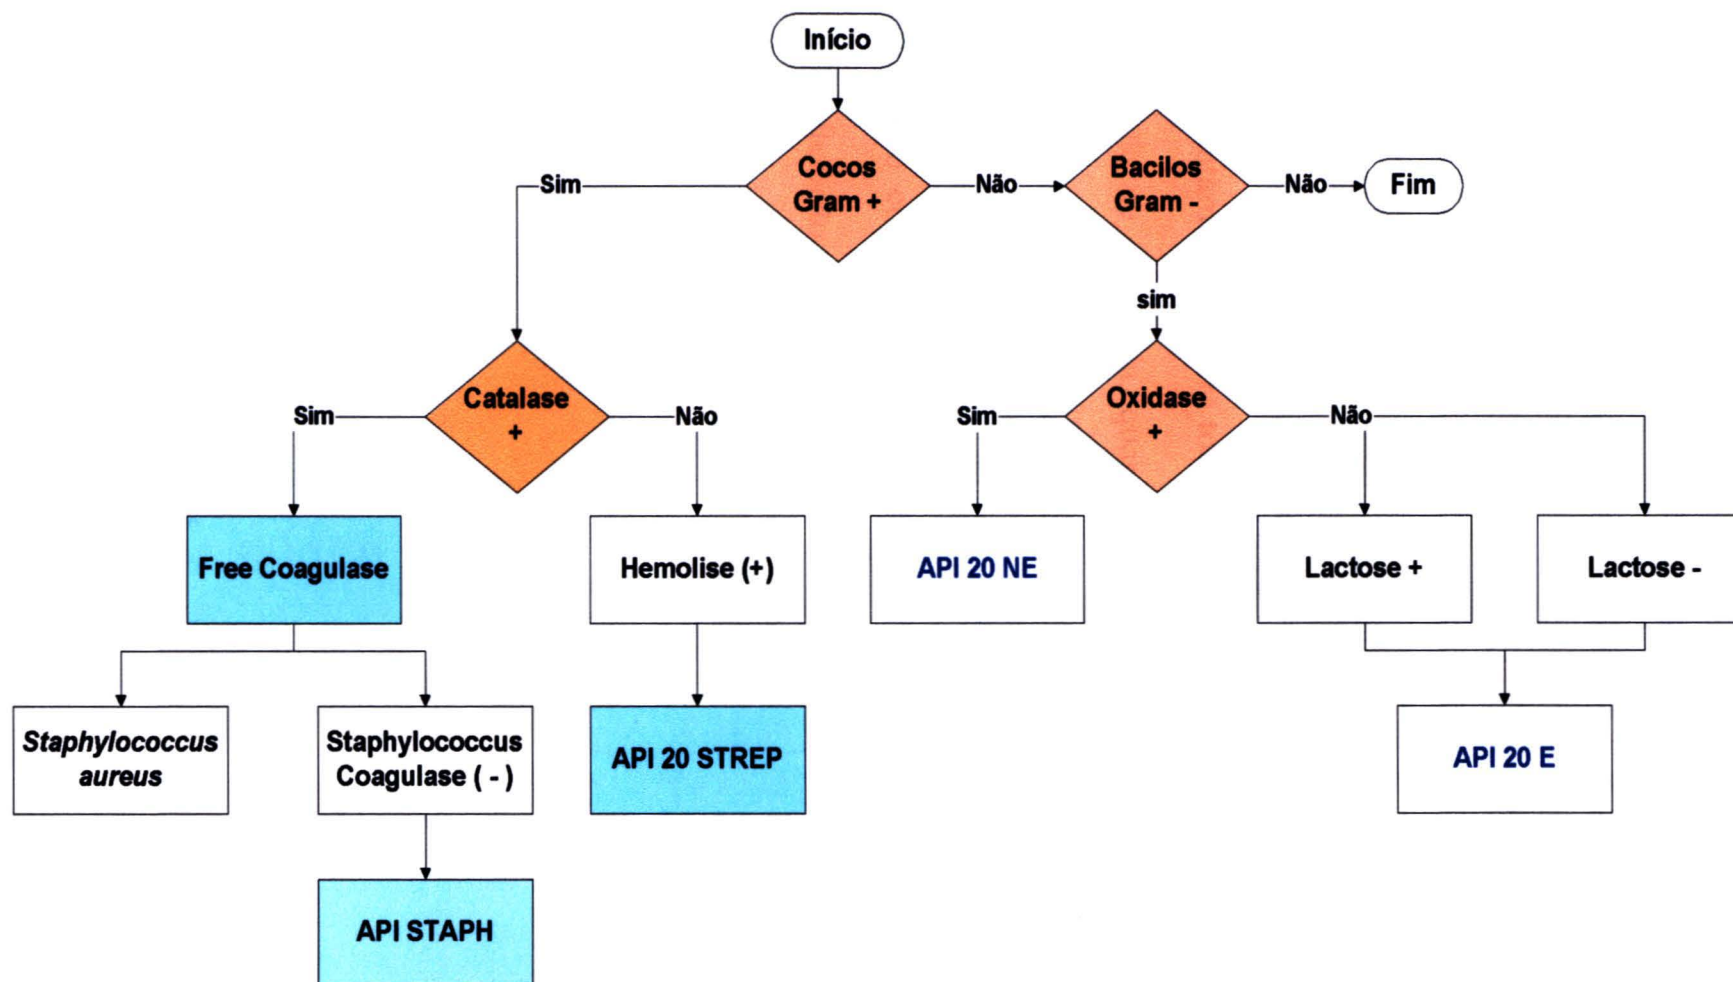 Início
Cocos
Gram +
Bacilos
Gram -
Sim
Não
Não
Fim
sim
Catalase
+
Oxidase
+
Sim
Não
Sim
Não
Free Coagulase
Hemolise (+)
API 20 NE
Lactose +
Lactose -
Staphylococcus
aureus
Staphylococcus
Coagulase ( - )
API 20 STREP
API 20 E
API STAPH